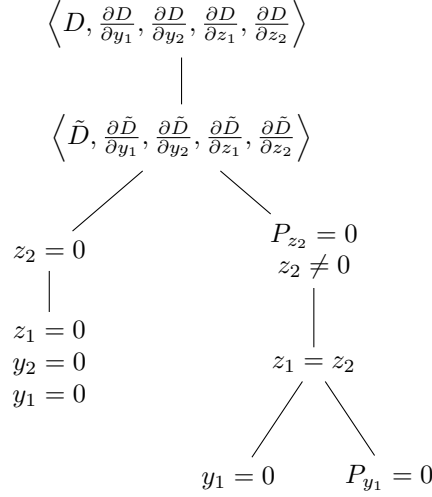 ⟨D, ∂D/∂y₁, ∂D/∂y₂, ∂D/∂z₁, ∂D/∂z₂⟩
⟨D̃, ∂D̃/∂y₁, ∂D̃/∂y₂, ∂D̃/∂z₁, ∂D̃/∂z₂⟩
z₂ = 0
P_{z₂} = 0
z₂ ≠ 0
z₁ = 0
y₂ = 0
y₁ = 0
z₁ = z₂
y₁ = 0
P_{y₁} = 0